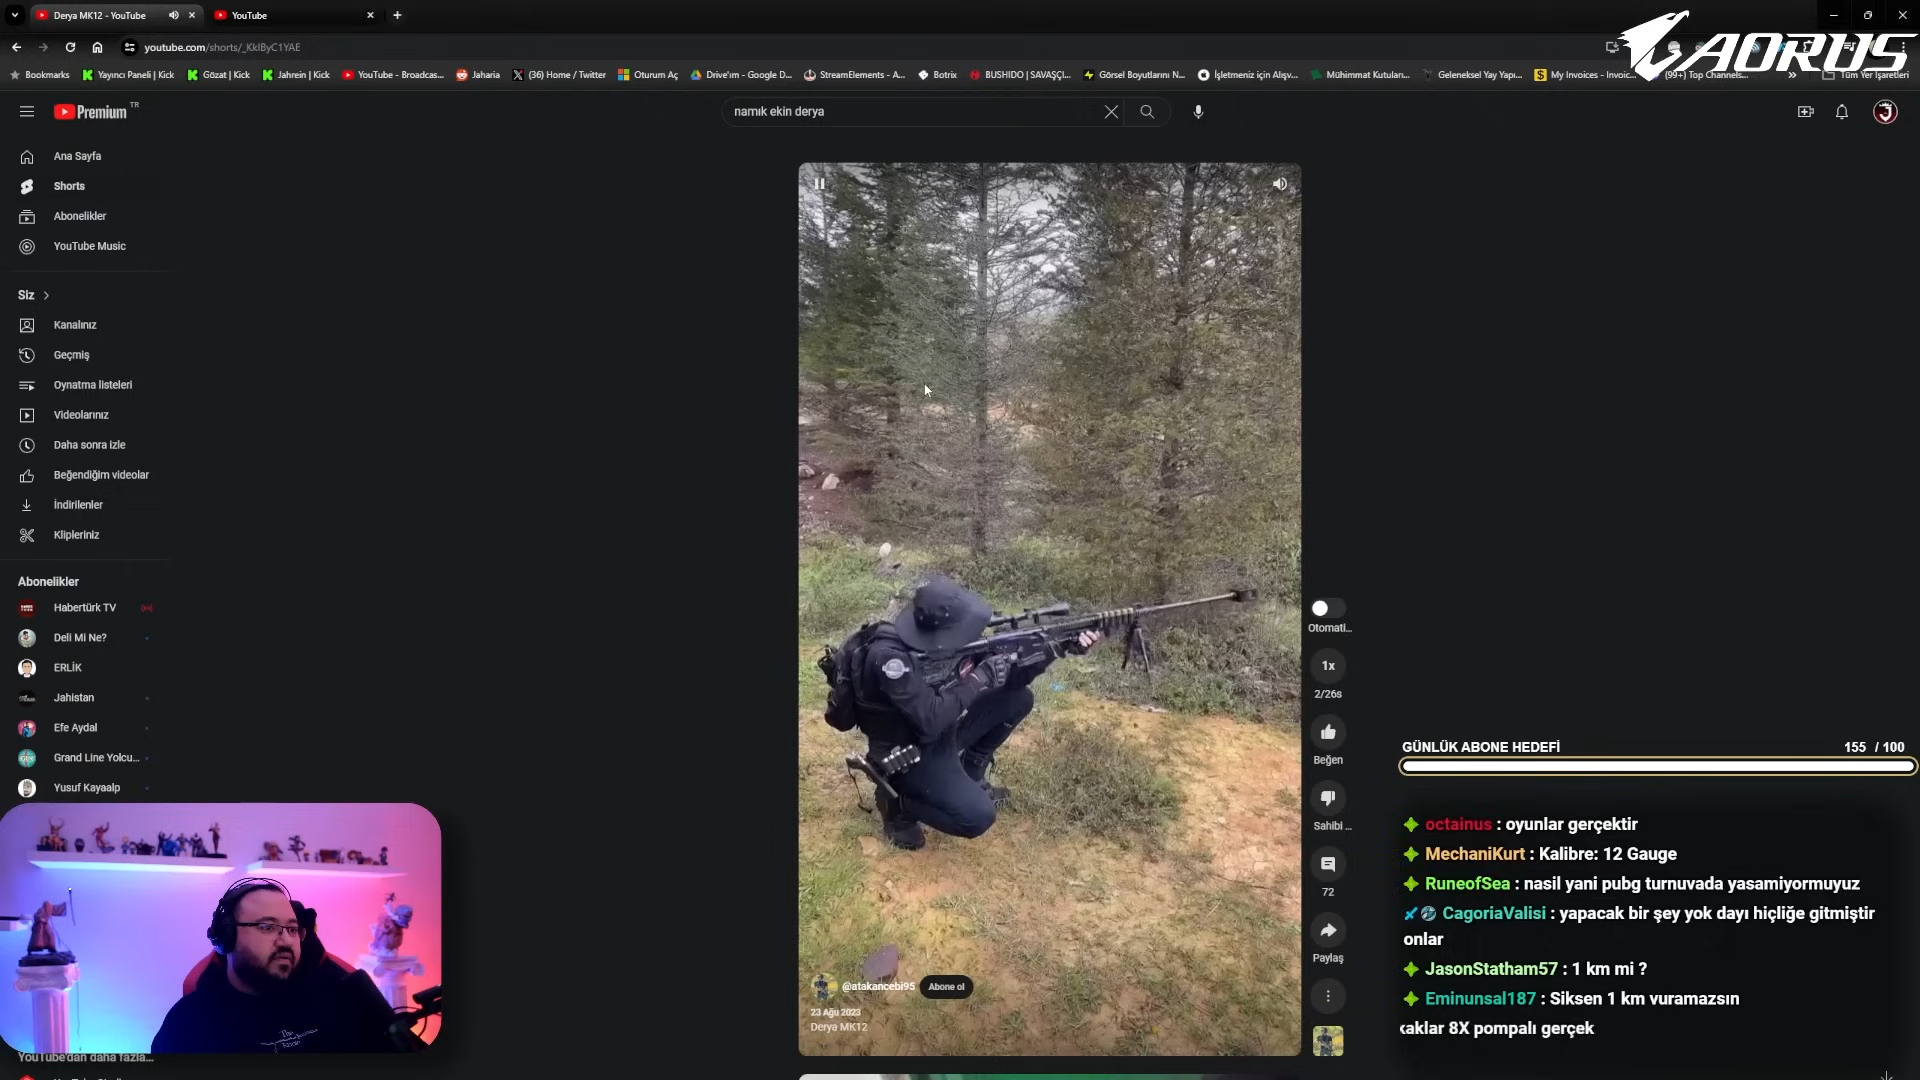 Derya MK12 - YouTube
YouTube
youtube.com/shorts/_KklByC1YAE
AORUS
Bookmarks
Yayıncı Paneli | Kick
Gözat | Kick
Jahrein | Kick
YouTube - Broadcas...
Jaharia
(36) Home / Twitter
Oturum Aç
Drive'ım - Google D...
StreamElements - A...
Botrix
BUSHIDO | SAVAŞÇI...
Görsel Boyutlarını N...
İşletmeniz için Alışv...
Mühimmat Kutuları...
Geleneksel Yay Yapı...
My Invoices - Invoic...
(99+) Top Channels...
Tüm Yer İşaretleri
Premium TR
namık ekin derya
Ana Sayfa
Shorts
Abonelikler
YouTube Music
Siz
Kanalınız
Geçmiş
Oynatma listeleri
Videolarınız
Daha sonra izle
Beğendiğim videolar
İndirilenler
Klipleriniz
Abonelikler
Habertürk TV
Deli Mi Ne?
ERLİK
Jahistan
Efe Aydal
Grand Line Yolcu...
Yusuf Kayaalp
YouTube'dan daha fazla...
Otomati...
1x
2/26s
Beğen
Sahibi ...
72
Paylaş
@atakancebi95
Abone ol
23 Ağu 2023
Derya MK12
GÜNLÜK ABONE HEDEFİ 155 / 100
octainus : oyunlar gerçektir
MechaniKurt : Kalibre: 12 Gauge
RuneofSea : nasil yani pubg turnuvada yasamiyormuyuz
CagoriaValisi : yapacak bir şey yok dayı hiçliğe gitmiştir
onlar
JasonStatham57 : 1 km mi ?
Eminunsal187 : Siksen 1 km vuramazsın
kaklar 8X pompalı gerçek